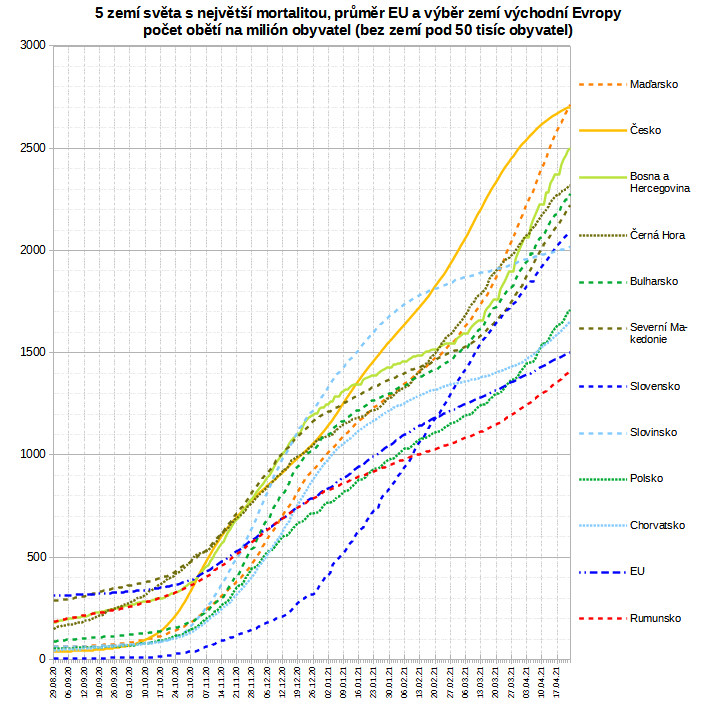 5 zemí světa s největší mortalitou, průměr EU a výběr zemí východní Evropy
počet obětí na milión obyvatel (bez zemí pod 50 tisíc obyvatel)
3000
2500
2000
1500
1000
500
0
29.08.20
06.09.20
12.09.20
19.09.20
26.09.20
03.10.20
10.10.20
17.10.20
24.10.20
31.10.20
07.11.20
14.11.20
21.11.20
28.11.20
05.12.20
12.12.20
19.12.20
26.12.20
02.01.21
09.01.21
16.01.21
23.01.21
30.01.21
06.02.21
13.02.21
20.02.21
27.02.21
06.03.21
13.03.21
20.03.21
27.03.21
03.04.21
10.04.21
17.04.21
Maďarsko
Česko
Bosna a
Hercegovina
Černá Hora
Bulharsko
Severní Ma-
kedonie
Slovensko
Slovinsko
Polsko
Chorvatsko
EU
Rumunsko